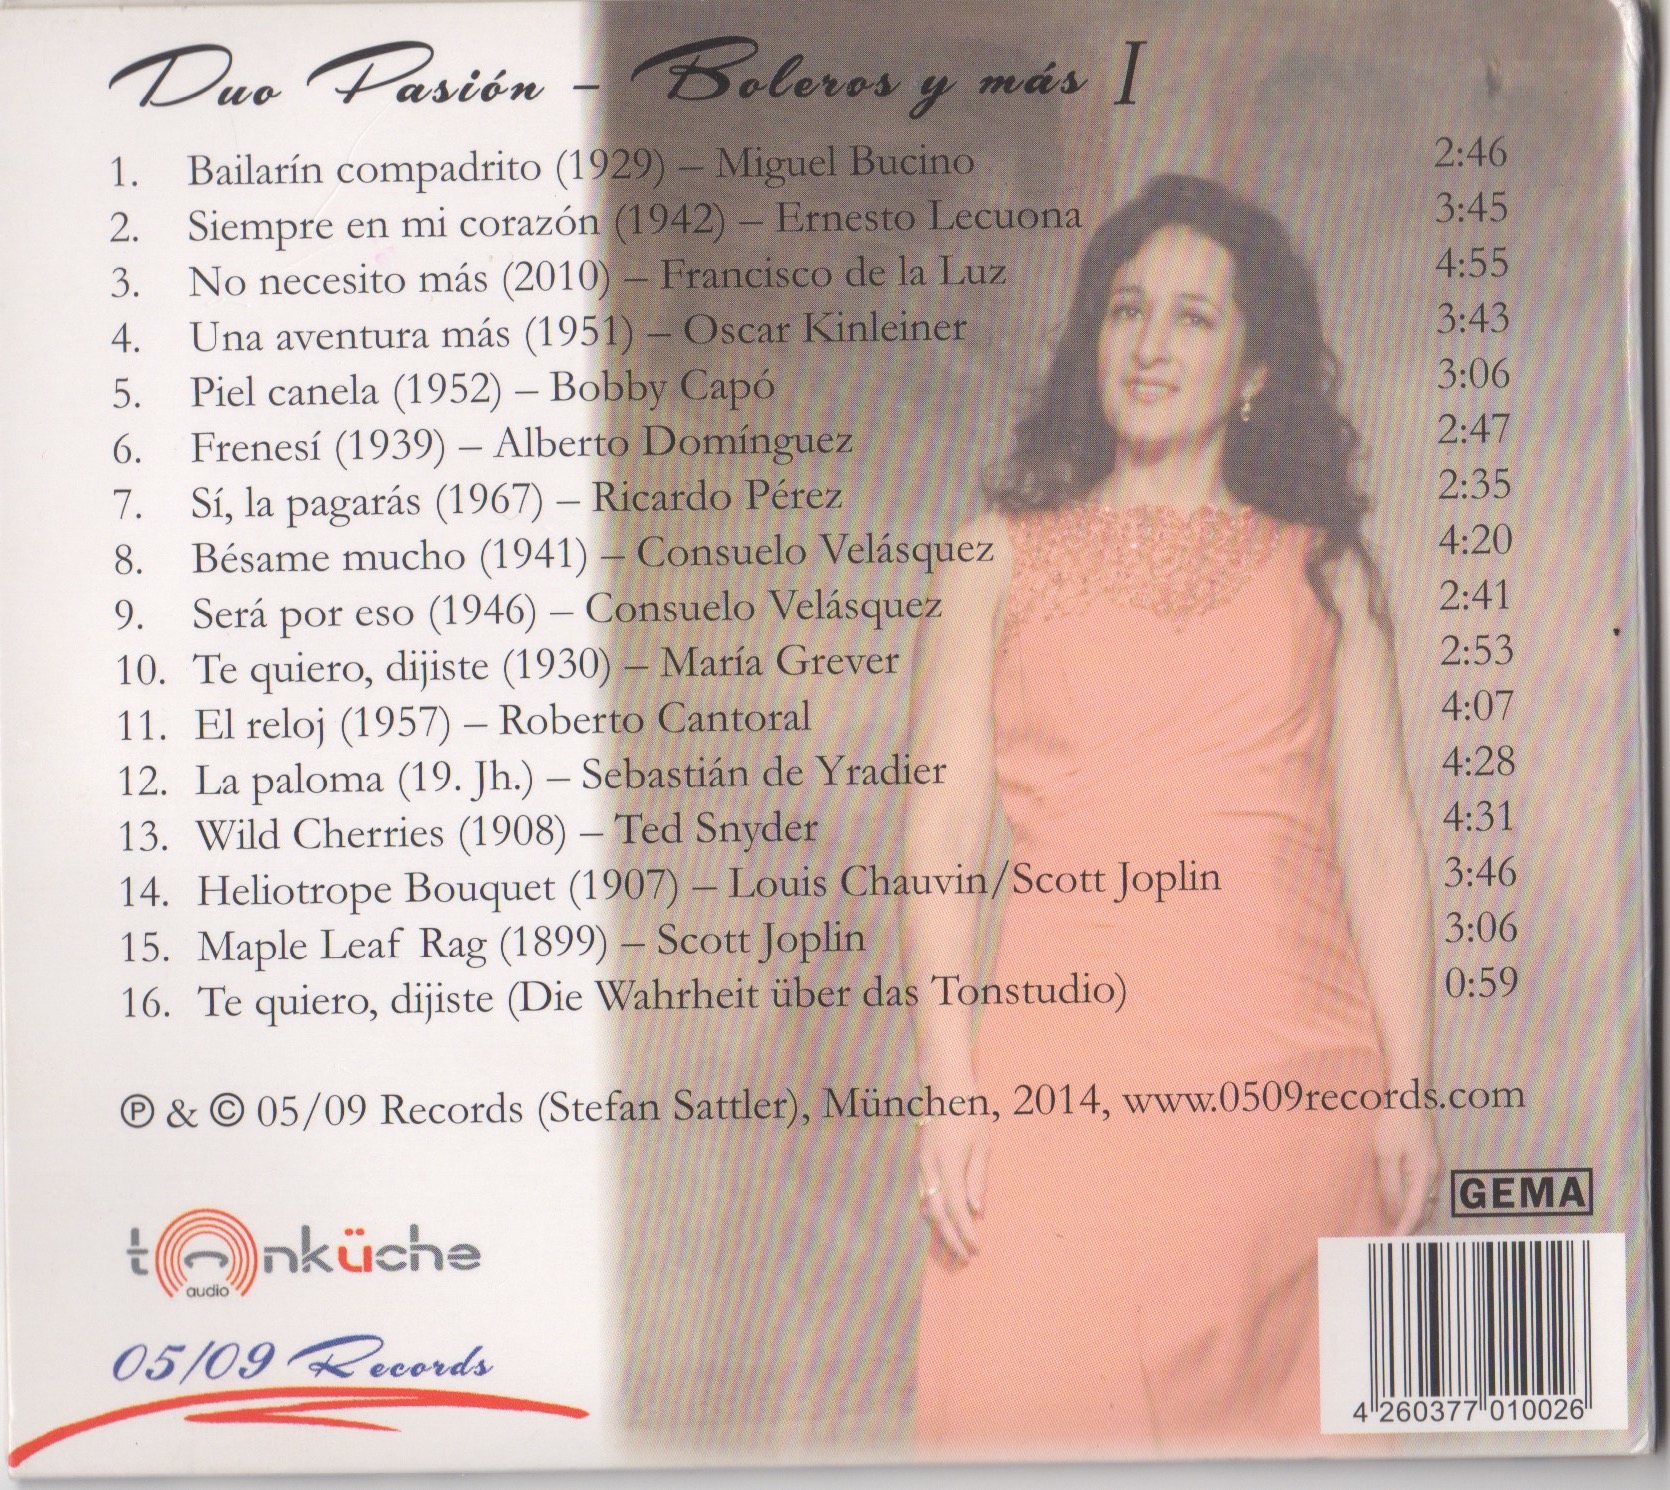 Duo Pasión – Boleros y más I
1. Bailarín compadrito (1929) – Miguel Bucino 2:46
2. Siempre en mi corazón (1942) – Ernesto Lecuona 3:45
3. No necesito más (2010) – Francisco de la Luz 4:55
4. Una aventura más (1951) – Oscar Kinleiner 3:43
5. Piel canela (1952) – Bobby Capó 3:06
6. Frenesí (1939) – Alberto Domínguez 2:47
7. Sí, la pagarás (1967) – Ricardo Pérez 2:35
8. Bésame mucho (1941) – Consuelo Velásquez 4:20
9. Será por eso (1946) – Consuelo Velásquez 2:41
10. Te quiero, dijiste (1930) – María Grever 2:53
11. El reloj (1957) – Roberto Cantoral 4:07
12. La paloma (19. Jh.) – Sebastián de Yradier 4:28
13. Wild Cherries (1908) – Ted Snyder 4:31
14. Heliotrope Bouquet (1907) – Louis Chauvin/Scott Joplin 3:46
15. Maple Leaf Rag (1899) – Scott Joplin 3:06
16. Te quiero, dijiste (Die Wahrheit über das Tonstudio) 0:59
℗ & © 05/09 Records (Stefan Sattler), München, 2014, www.0509records.com
GEMA
tonküche
audio
05/09 Records
4 260377 010026